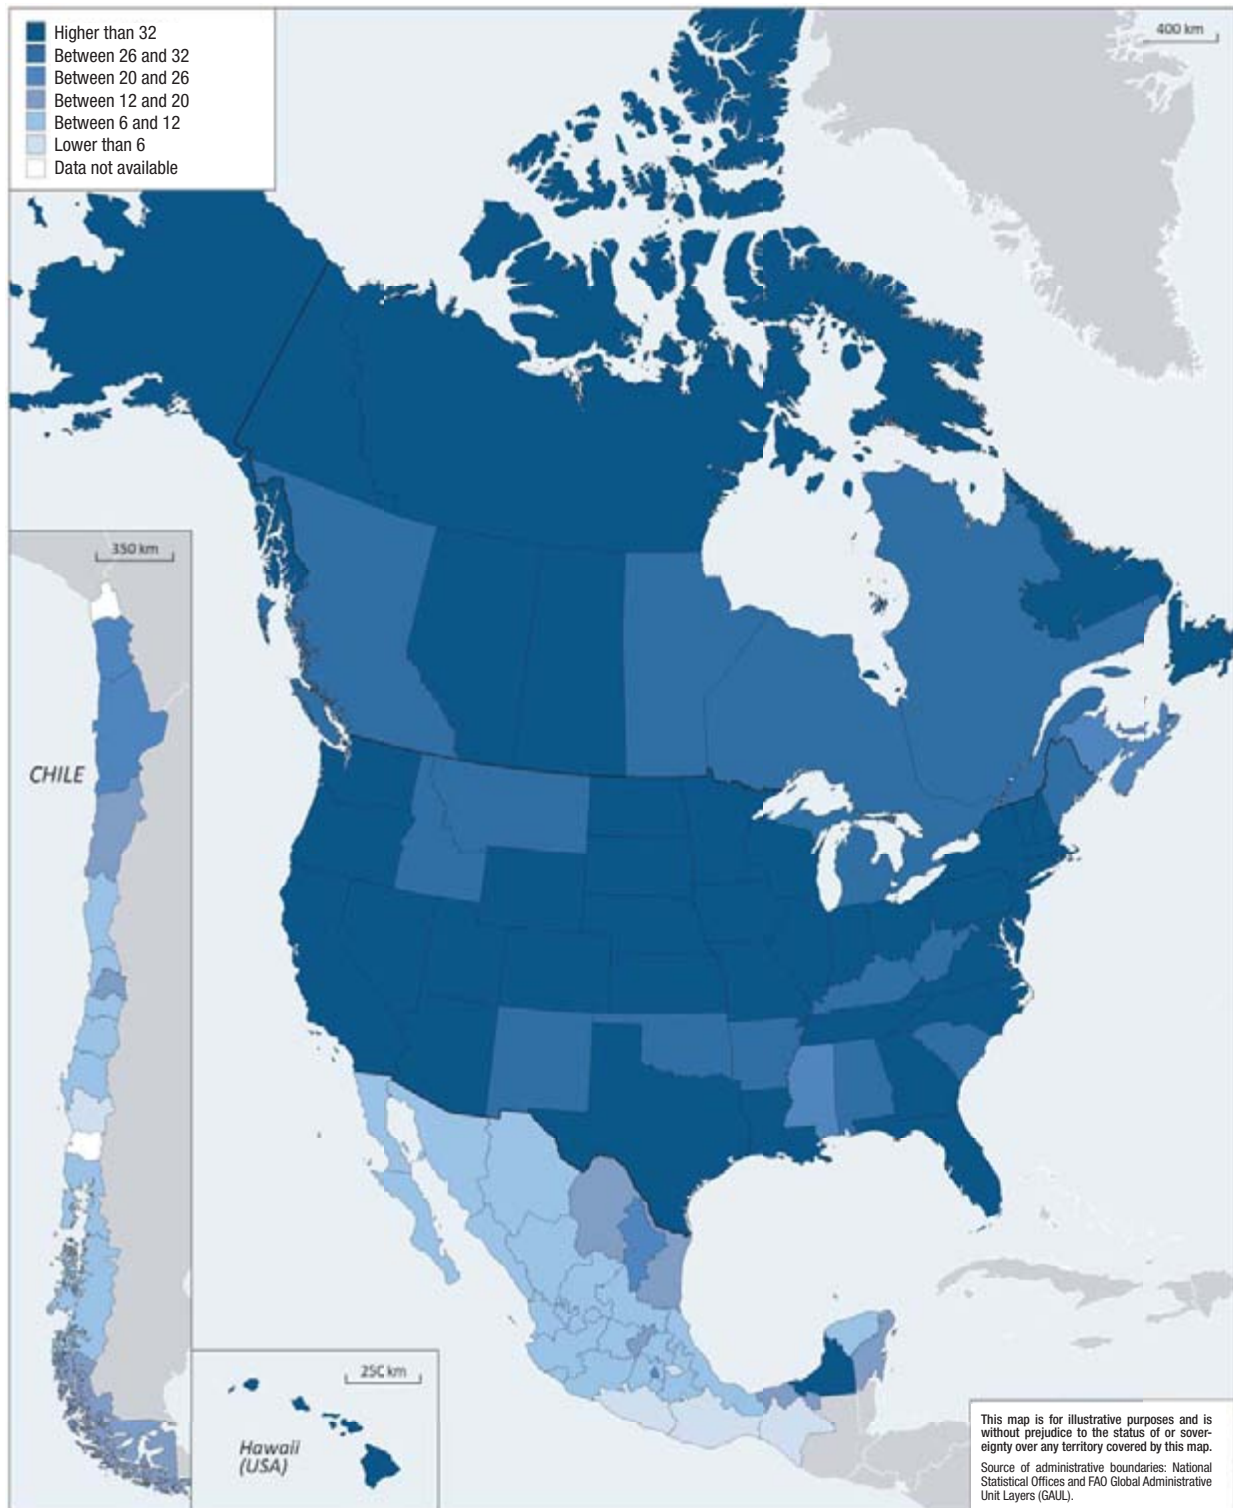 Higher than 32
Between 26 and 32
Between 20 and 26
Between 12 and 20
Between 6 and 12
Lower than 6
Data not available
400 km
350 km
CHILE
250 km
Hawaii
(USA)
This map is for illustrative purposes and is
without prejudice to the status of or sover-
eignty over any territory covered by this map.
Source of administrative boundaries: National
Statistical Offices and FAO Global Administrative
Unit Layers (GAUL).